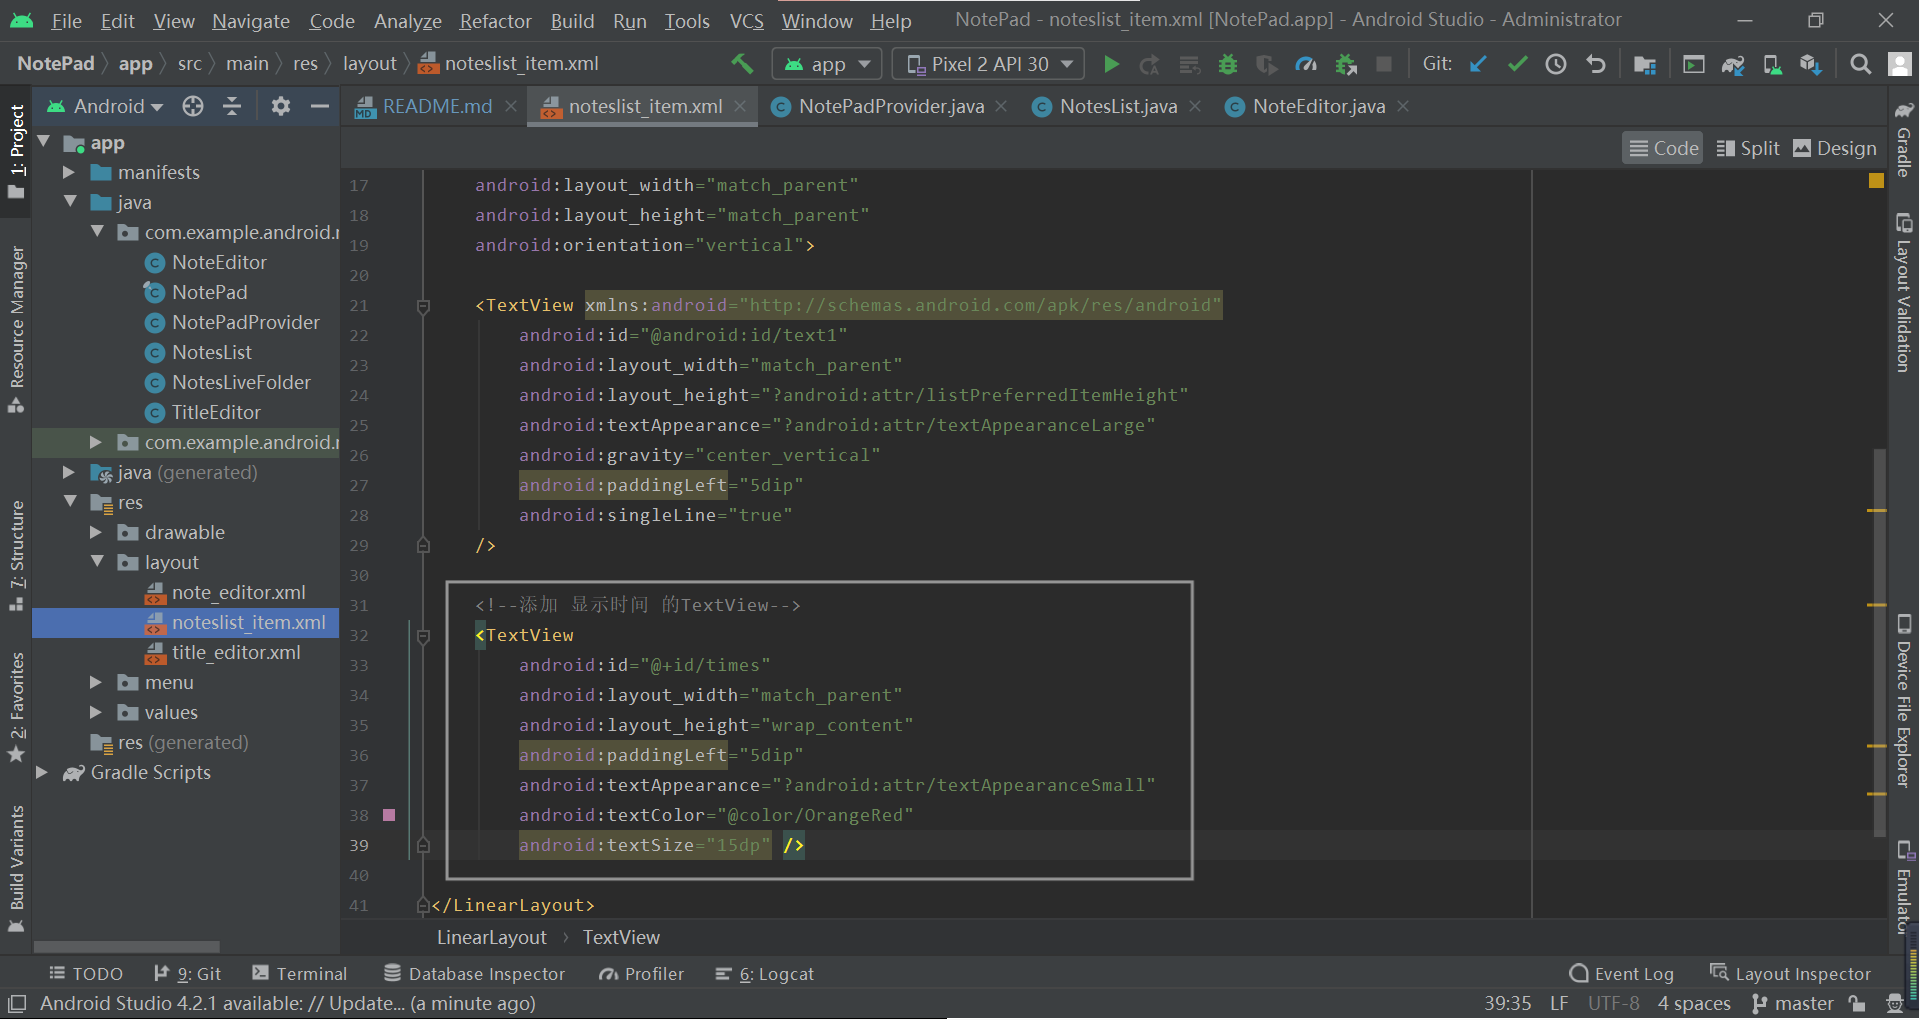 File Edit View Navigate Code Analyze Refactor Build Run Tools VCS Window Help NotePad - noteslist_item.xml [NotePad.app] - Android Studio - Administrator
NotePad app src main res layout noteslist_item.xml app Pixel 2 API 30 Git:
Android README.md noteslist_item.xml NotePadProvider.java NotesList.java NoteEditor.java
Code Split Design
1: Project
Resource Manager
7: Structure
2: Favorites
Build Variants
app
manifests
java
com.example.android.
NoteEditor
NotePad
NotePadProvider
NotesList
NotesLiveFolder
TitleEditor
com.example.android.
java (generated)
res
drawable
layout
note_editor.xml
noteslist_item.xml
title_editor.xml
menu
values
res (generated)
Gradle Scripts
17 android:layout_width="match_parent"
18 android:layout_height="match_parent"
19 android:orientation="vertical">
20
21 <TextView xmlns:android="http://schemas.android.com/apk/res/android"
22 android:id="@android:id/text1"
23 android:layout_width="match_parent"
24 android:layout_height="?android:attr/listPreferredItemHeight"
25 android:textAppearance="?android:attr/textAppearanceLarge"
26 android:gravity="center_vertical"
27 android:paddingLeft="5dip"
28 android:singleLine="true"
29 />
30
31 <!--添加 显示时间 的TextView-->
32 <TextView
33 android:id="@+id/times"
34 android:layout_width="match_parent"
35 android:layout_height="wrap_content"
36 android:paddingLeft="5dip"
37 android:textAppearance="?android:attr/textAppearanceSmall"
38 android:textColor="@color/OrangeRed"
39 android:textSize="15dp" />
40
41 </LinearLayout>
LinearLayout TextView
Gradle
Layout Validation
Device File Explorer
Emulator
TODO 9: Git Terminal Database Inspector Profiler 6: Logcat Event Log Layout Inspector
Android Studio 4.2.1 available: // Update... (a minute ago) 39:35 LF UTF-8 4 spaces master